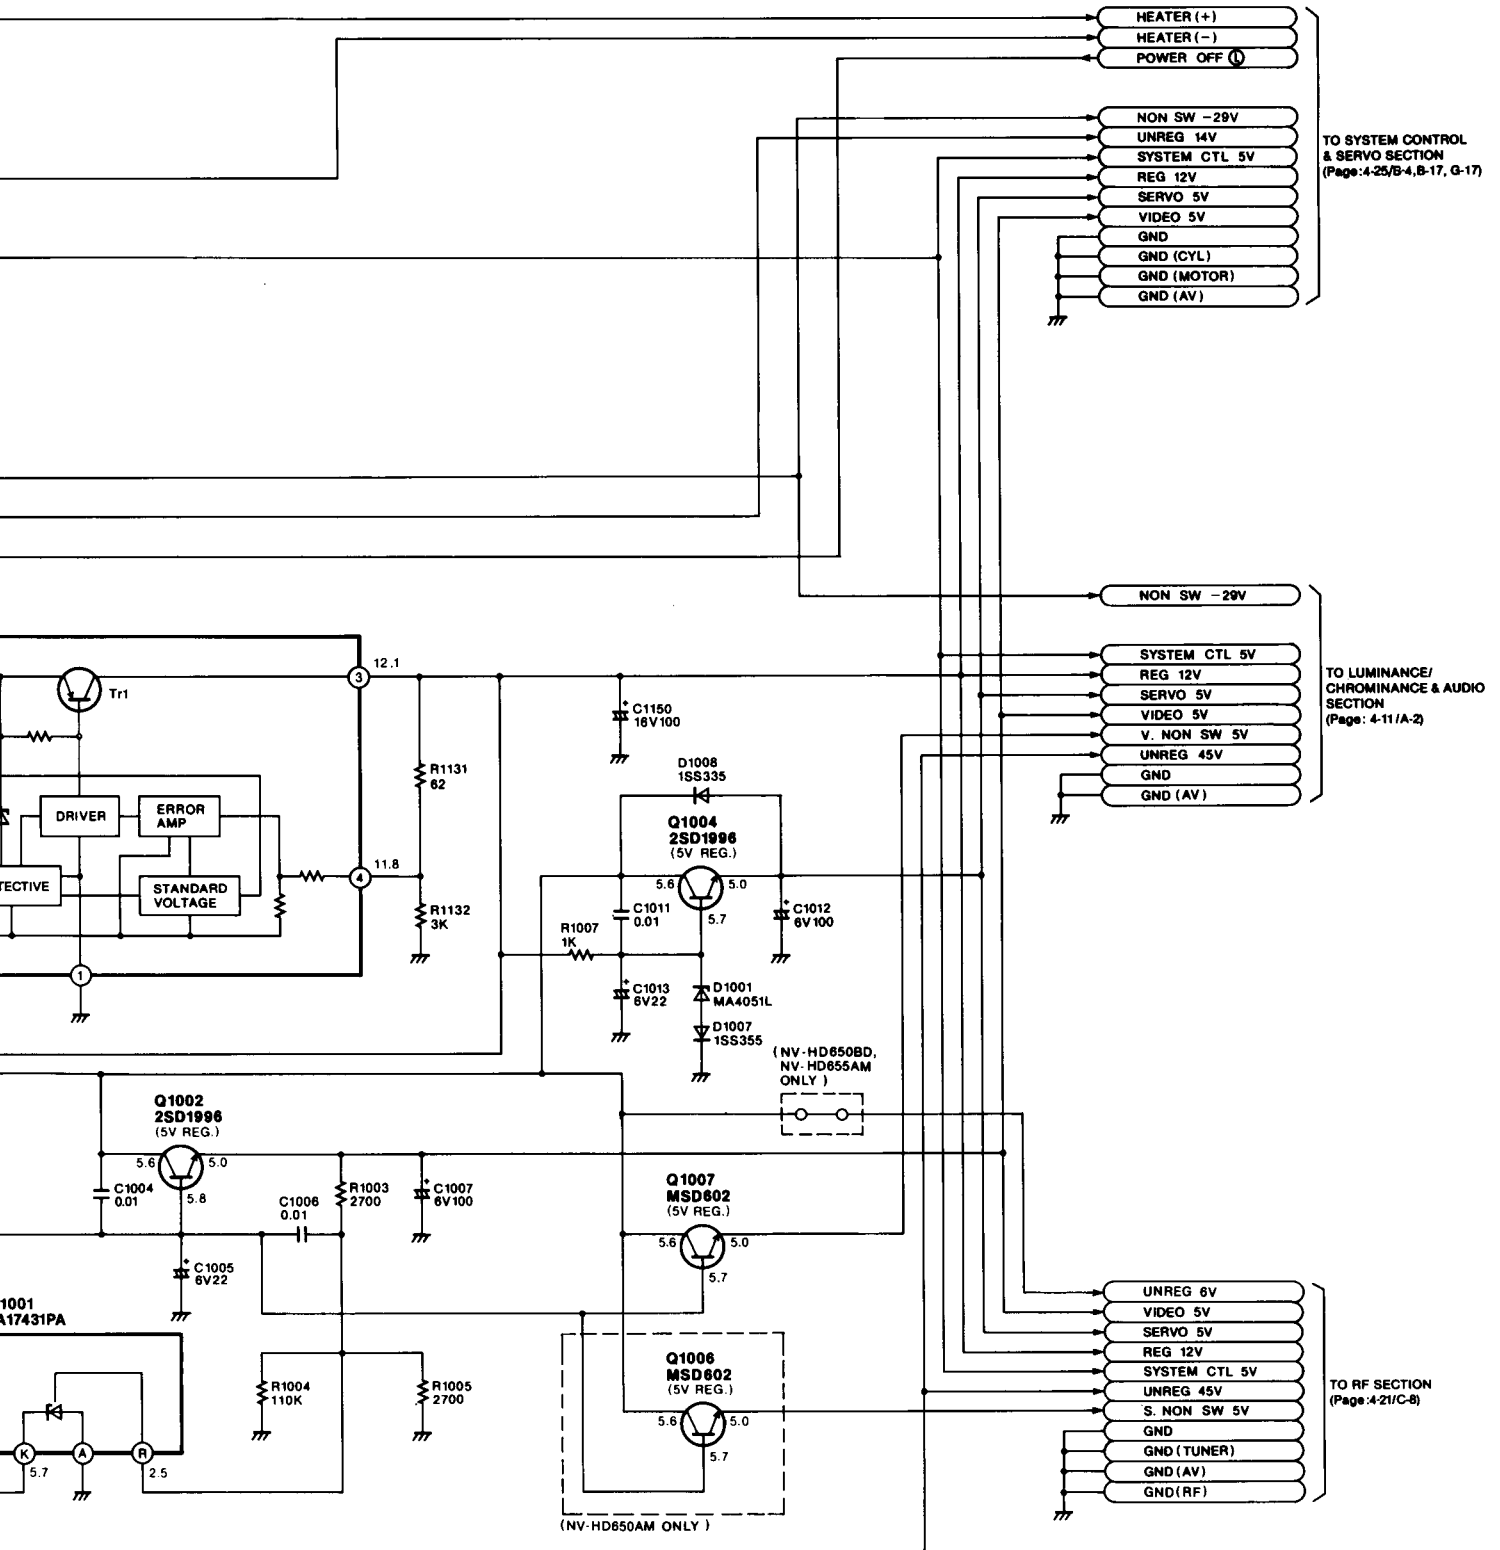 HEATER (+)
HEATER (-)
POWER OFF Ⓛ
NON SW -29V
UNREG 14V
SYSTEM CTL 5V
REG 12V
SERVO 5V
VIDEO 5V
GND
GND (CYL)
GND (MOTOR)
GND (AV)
TO SYSTEM CONTROL
& SERVO SECTION
(Page:4-25/B-4,B-17, G-17)
NON SW -29V
SYSTEM CTL 5V
REG 12V
SERVO 5V
VIDEO 5V
V. NON SW 5V
UNREG 45V
GND
GND (AV)
TO LUMINANCE/
CHROMINANCE & AUDIO
SECTION
(Page: 4-11/A-2)
Tr1
3
12.1
DRIVER
ERROR
AMP
TECTIVE
STANDARD
VOLTAGE
4
11.8
1
R1131
62
R1132
3K
+
C1150
16V100
D1008
1SS335
Q1004
2SD1996
(5V REG.)
5.6
5.0
5.7
C1011
0.01
+
C1012
6V100
R1007
1K
+
C1013
6V22
D1001
MA4051L
D1007
1SS355
(NV-HD650BD,
NV-HD655AM
ONLY )
Q1002
2SD1996
(5V REG.)
5.6
5.0
5.8
C1004
0.01
C1006
0.01
R1003
2700
+
C1007
6V100
+
C1005
6V22
Q1007
MSD602
(5V REG.)
5.6
5.0
5.7
1001
A17431PA
K
5.7
A
R
2.5
R1004
110K
R1005
2700
Q1006
MSD602
(5V REG.)
5.6
5.0
5.7
(NV-HD650AM ONLY )
UNREG 6V
VIDEO 5V
SERVO 5V
REG 12V
SYSTEM CTL 5V
UNREG 45V
S. NON SW 5V
GND
GND (TUNER)
GND (AV)
GND(RF)
TO RF SECTION
(Page:4-21/C-8)